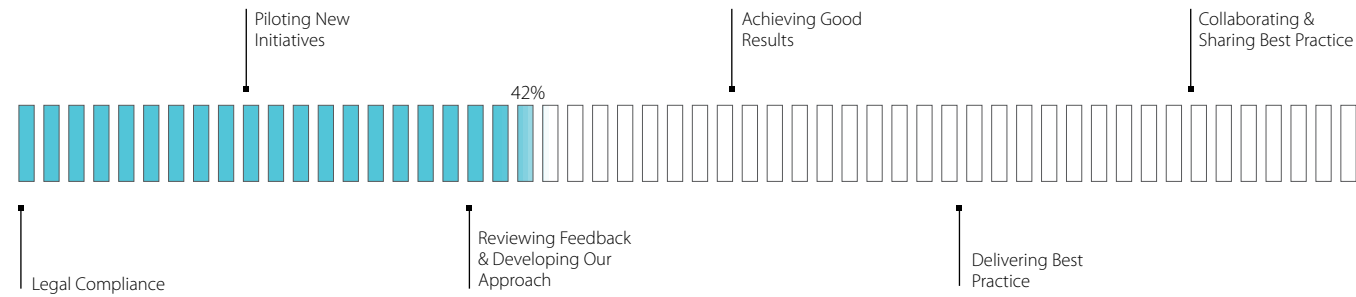 Piloting New
Initiatives
Achieving Good
Results
Collaborating &
Sharing Best Practice
42%
Legal Compliance
Reviewing Feedback
& Developing Our
Approach
Delivering Best
Practice